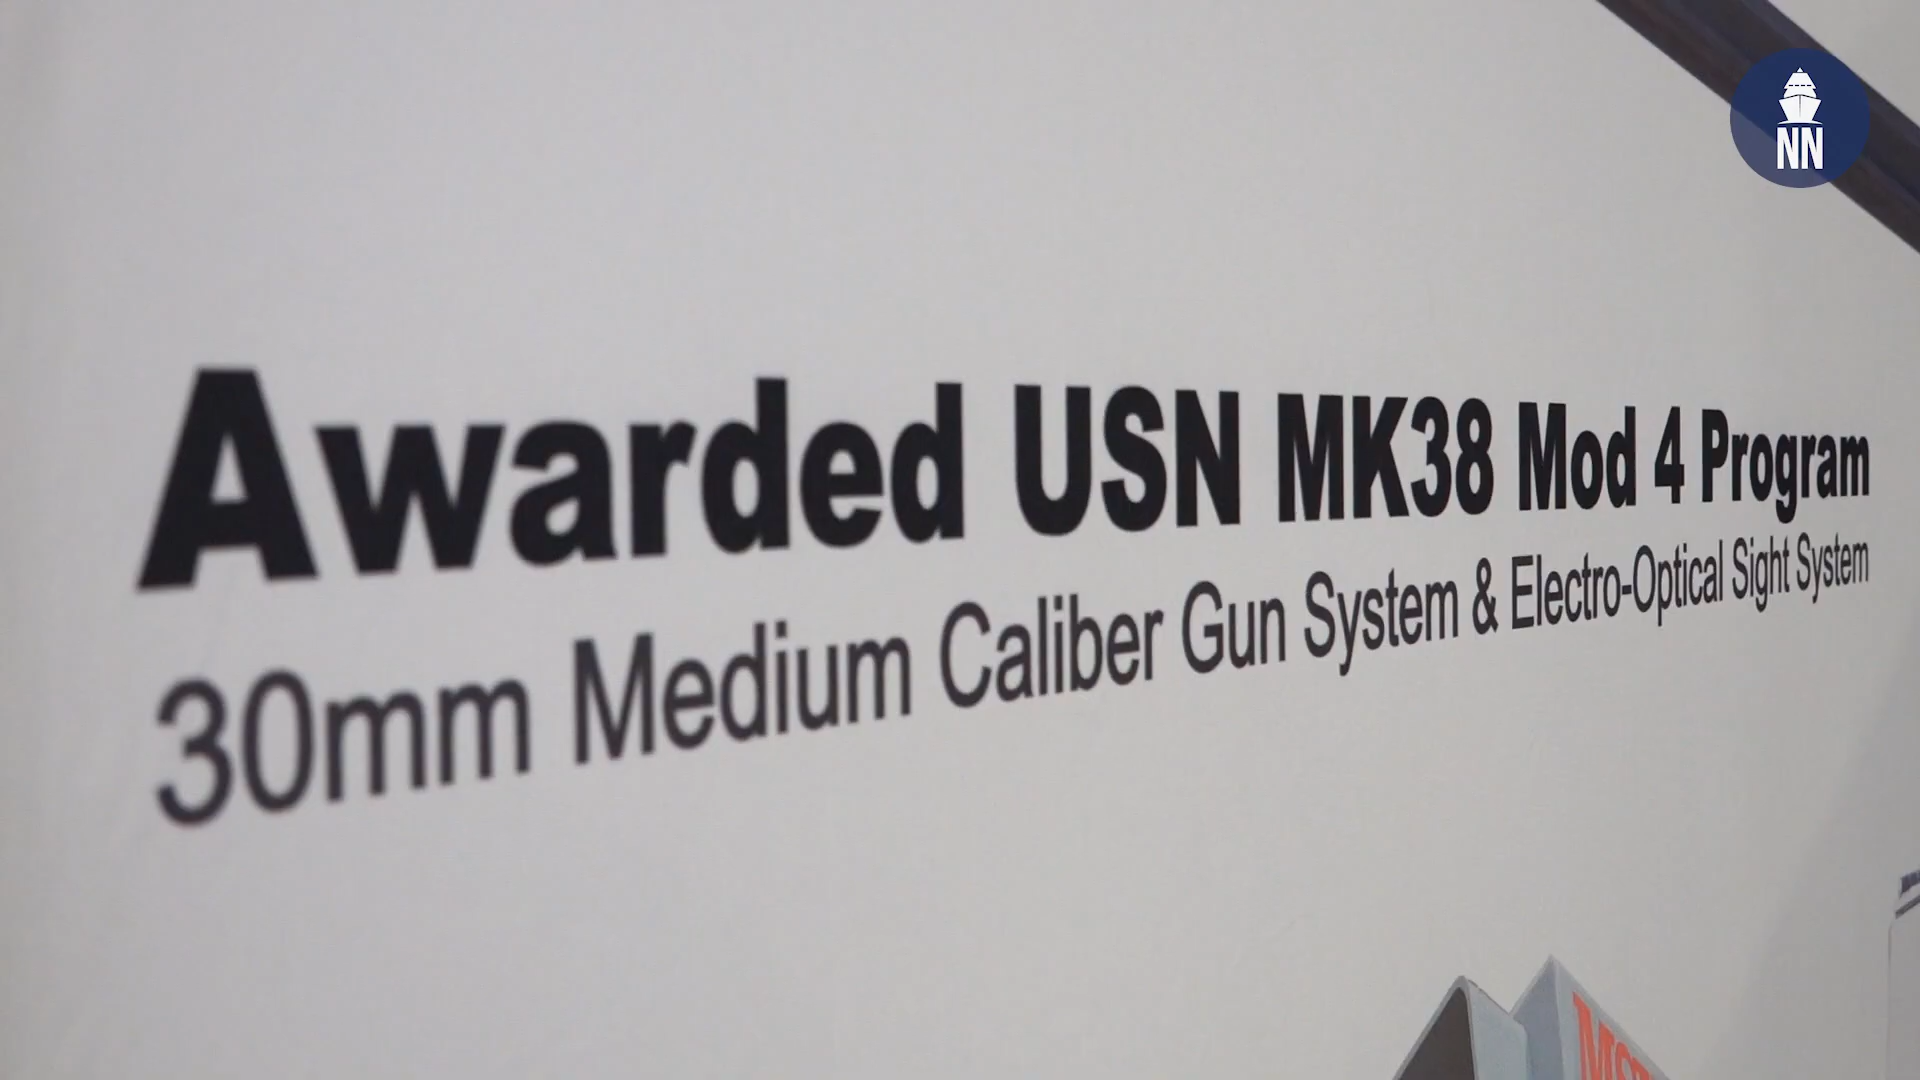 NN
Awarded USN MK38 Mod 4 Program
30mm Medium Caliber Gun System & Electro-Optical Sight System